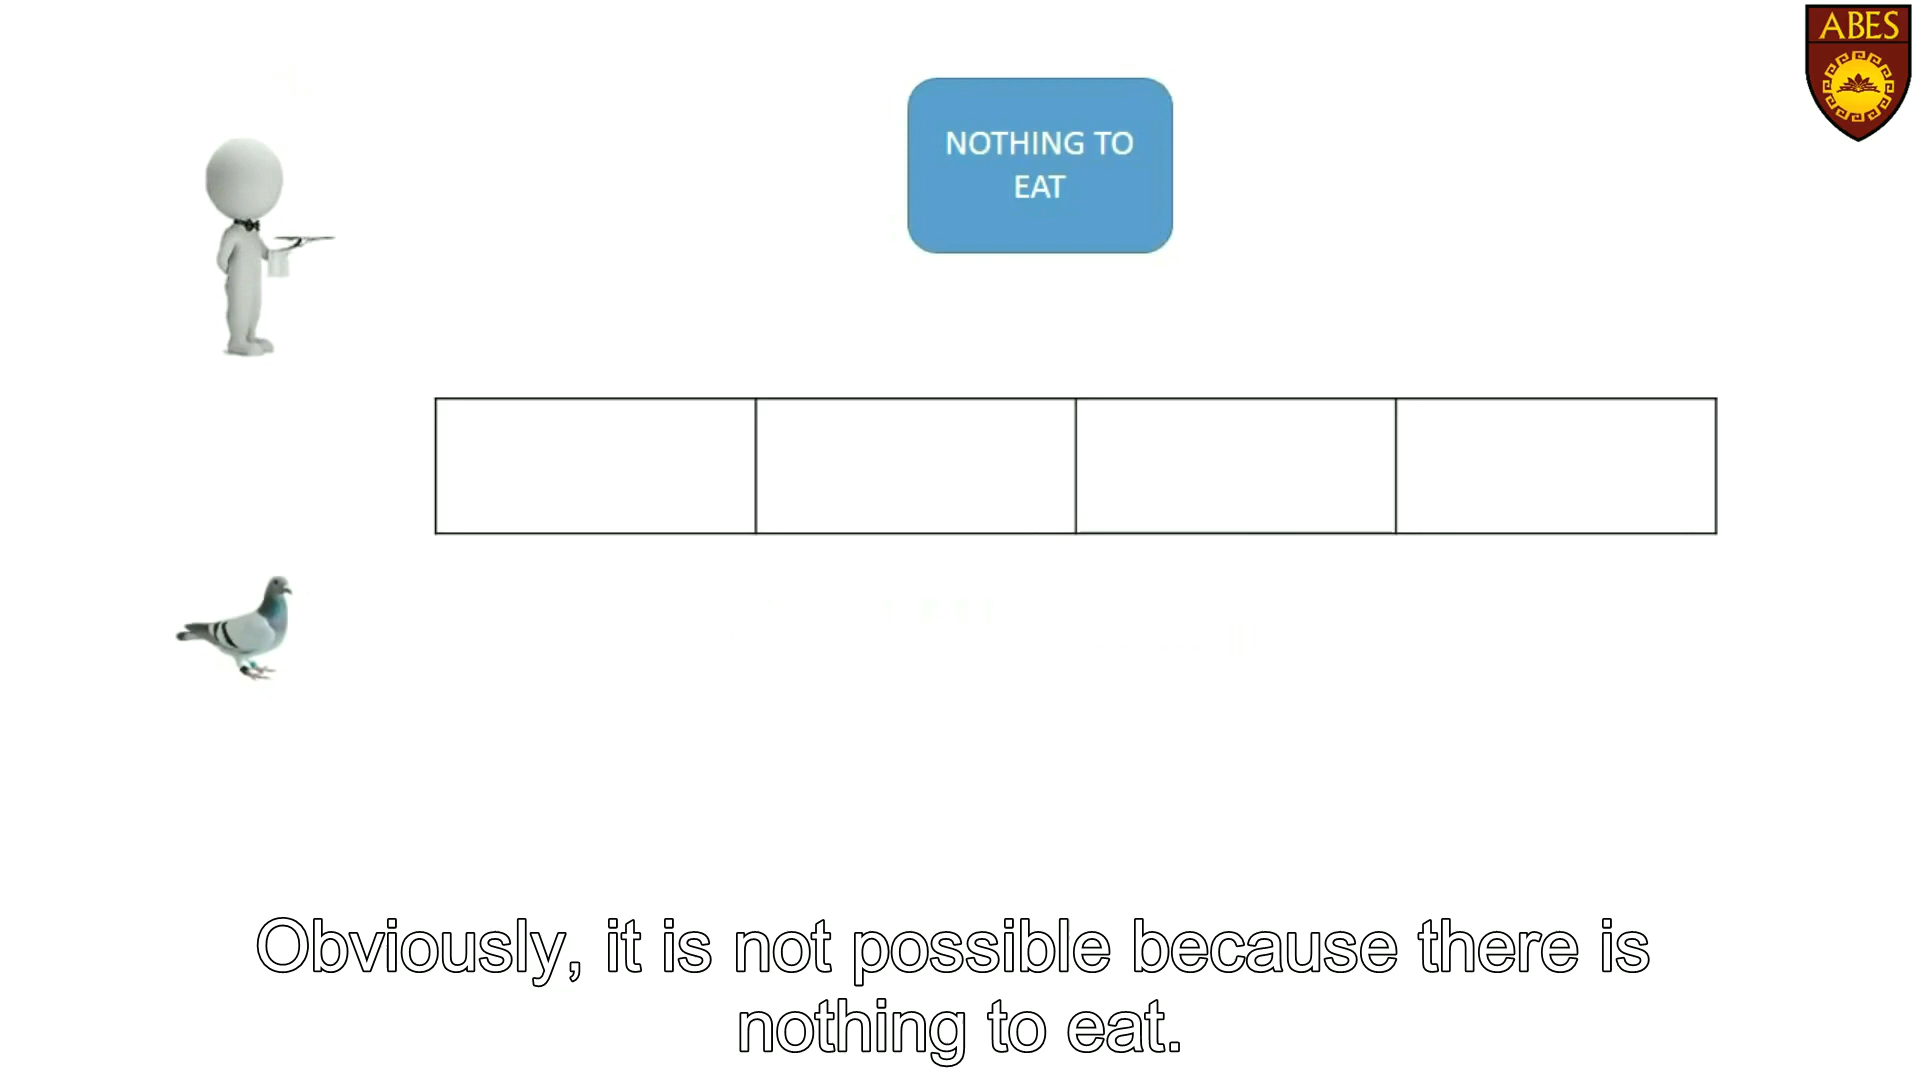 ABES
NOTHING TO
EAT
Obviously, it is not possible because there is
nothing to eat.